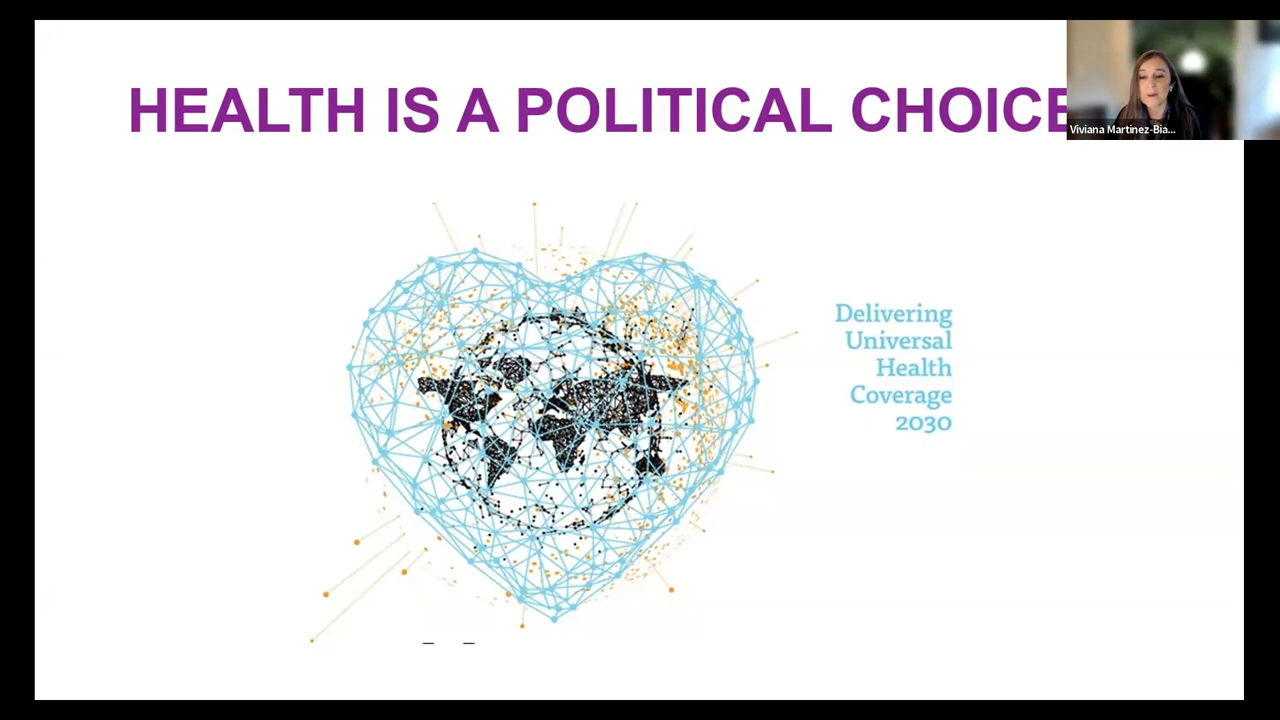 HEALTH IS A POLITICAL CHOICE
Viviana Martinez-Bia...
Delivering
Universal
Health
Coverage
2030